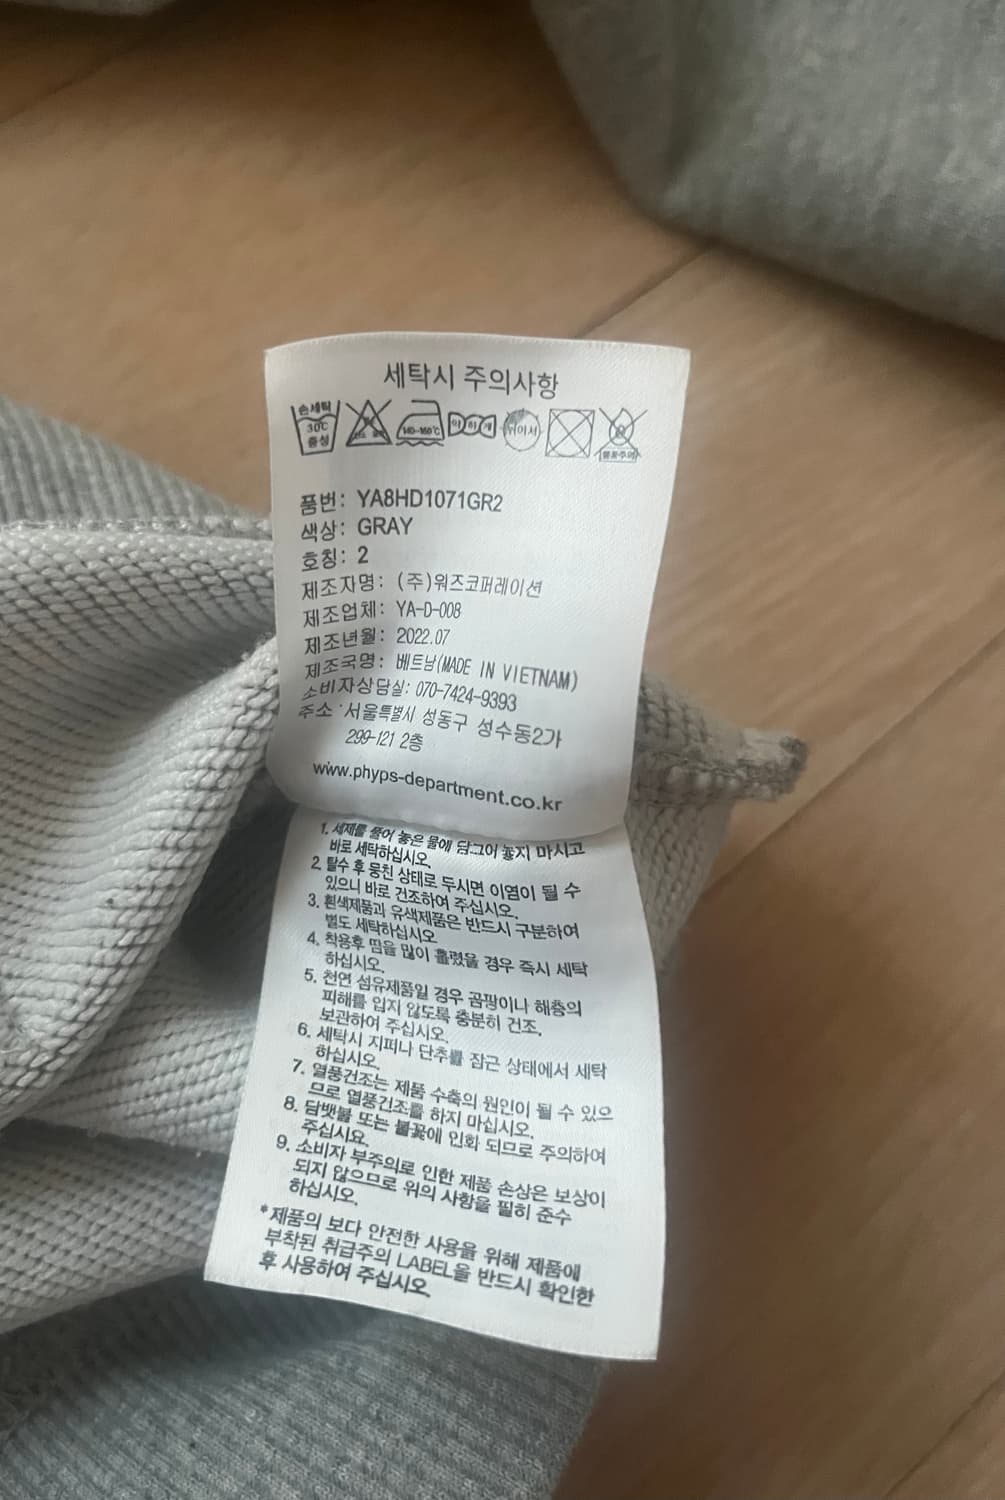 세탁시 주의사항
손세탁
30℃
중성
140~160℃
약하게
뉘어서
불꽃주의
품번: YA8HD1071GR2
색상: GRAY
호칭: 2
제조자명: (주)워즈코퍼레이션
제조업체: YA-D-008
제조년월: 2022.07
제조국명: 베트남(MADE IN VIETNAM)
소비자상담실: 070-7424-9393
주소: 서울특별시 성동구 성수동2가
299-121 2층
www.phyps-department.co.kr
1. 세제를 풀어 놓은 물에 담그어 놓지 마시고
바로 세탁하십시오.
2. 탈수 후 뭉친 상태로 두시면 이염이 될 수
있으니 바로 건조하여 주십시오.
3. 흰색제품과 유색제품은 반드시 구분하여
별도 세탁하십시오
4. 착용후 땀을 많이 흘렸을 경우 즉시 세탁
하십시오.
5. 천연 섬유제품일 경우 곰팡이나 해충의
피해를 입지 않도록 충분히 건조,
보관하여 주십시오.
6. 세탁시 지퍼나 단추를 잠근 상태에서 세탁
하십시오.
7. 열풍건조는 제품 수축의 원인이 될 수 있으
므로 열풍건조를 하지 마십시오.
8. 담뱃불 또는 불꽃에 인화 되므로 주의하여
주십시요.
9. 소비자 부주의로 인한 제품 손상은 보상이
되지 않으므로 위의 사항을 필히 준수
하십시오.
*제품의 보다 안전한 사용을 위해 제품에
부착된 취급주의 LABEL을 반드시 확인한
후 사용하여 주십시오.